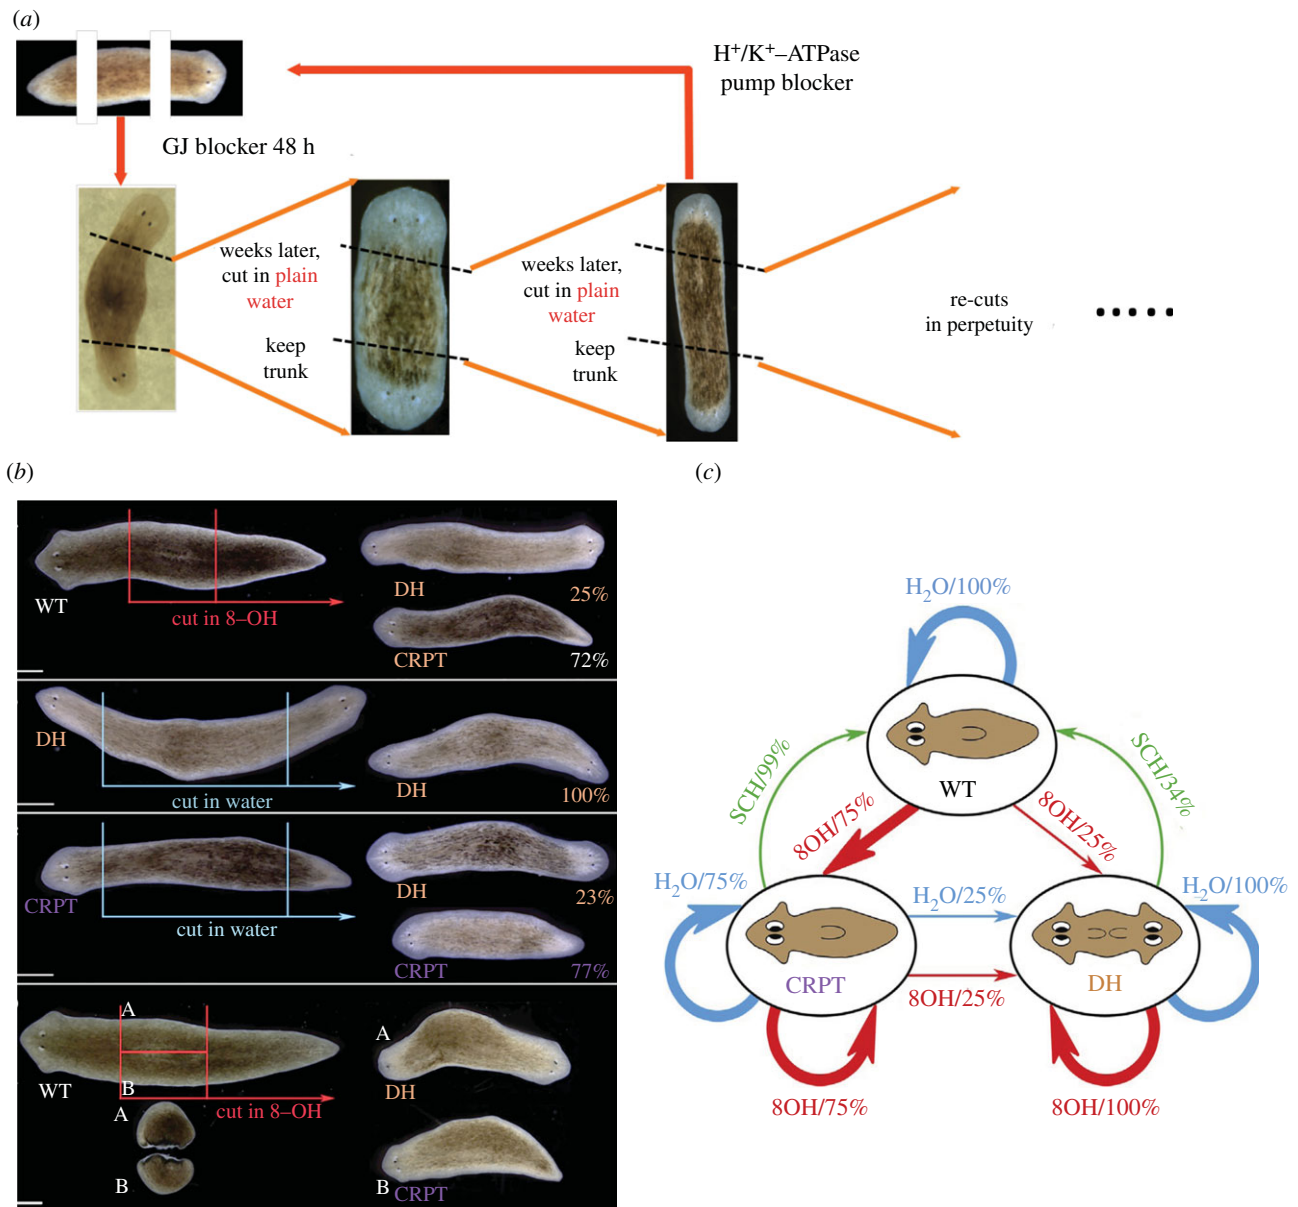 (a)
H+/K+–ATPase
pump blocker
GJ blocker 48 h
weeks later,
cut in plain
water
keep
trunk
weeks later,
cut in plain
water
keep
trunk
re-cuts
in perpetuity
.....
(b)
WT
cut in 8–OH
DH
25%
CRPT
72%
DH
cut in water
DH
100%
CRPT
cut in water
DH
23%
CRPT
77%
WT
A
B
cut in 8–OH
A
B
A
DH
B
CRPT
(c)
H2O/100%
WT
SCH/99%
SCH/34%
8OH/75%
8OH/25%
H2O/75%
H2O/25%
H2O/100%
CRPT
DH
8OH/25%
8OH/75%
8OH/100%